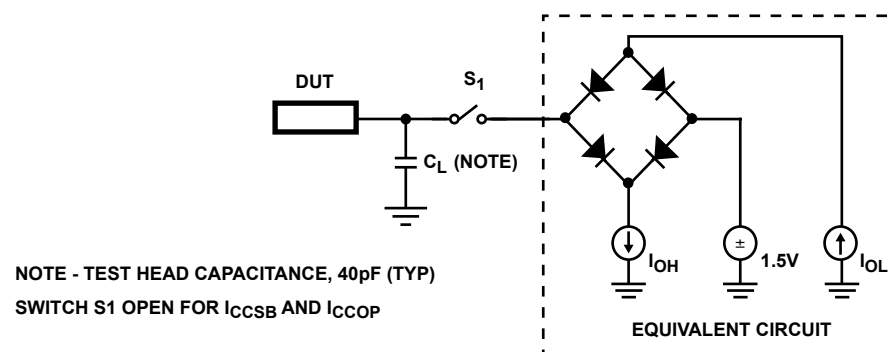 DUT
S1
CL (NOTE)
IOH
±
1.5V
IOL
NOTE - TEST HEAD CAPACITANCE, 40pF (TYP)
SWITCH S1 OPEN FOR ICCSB AND ICCOP
EQUIVALENT CIRCUIT